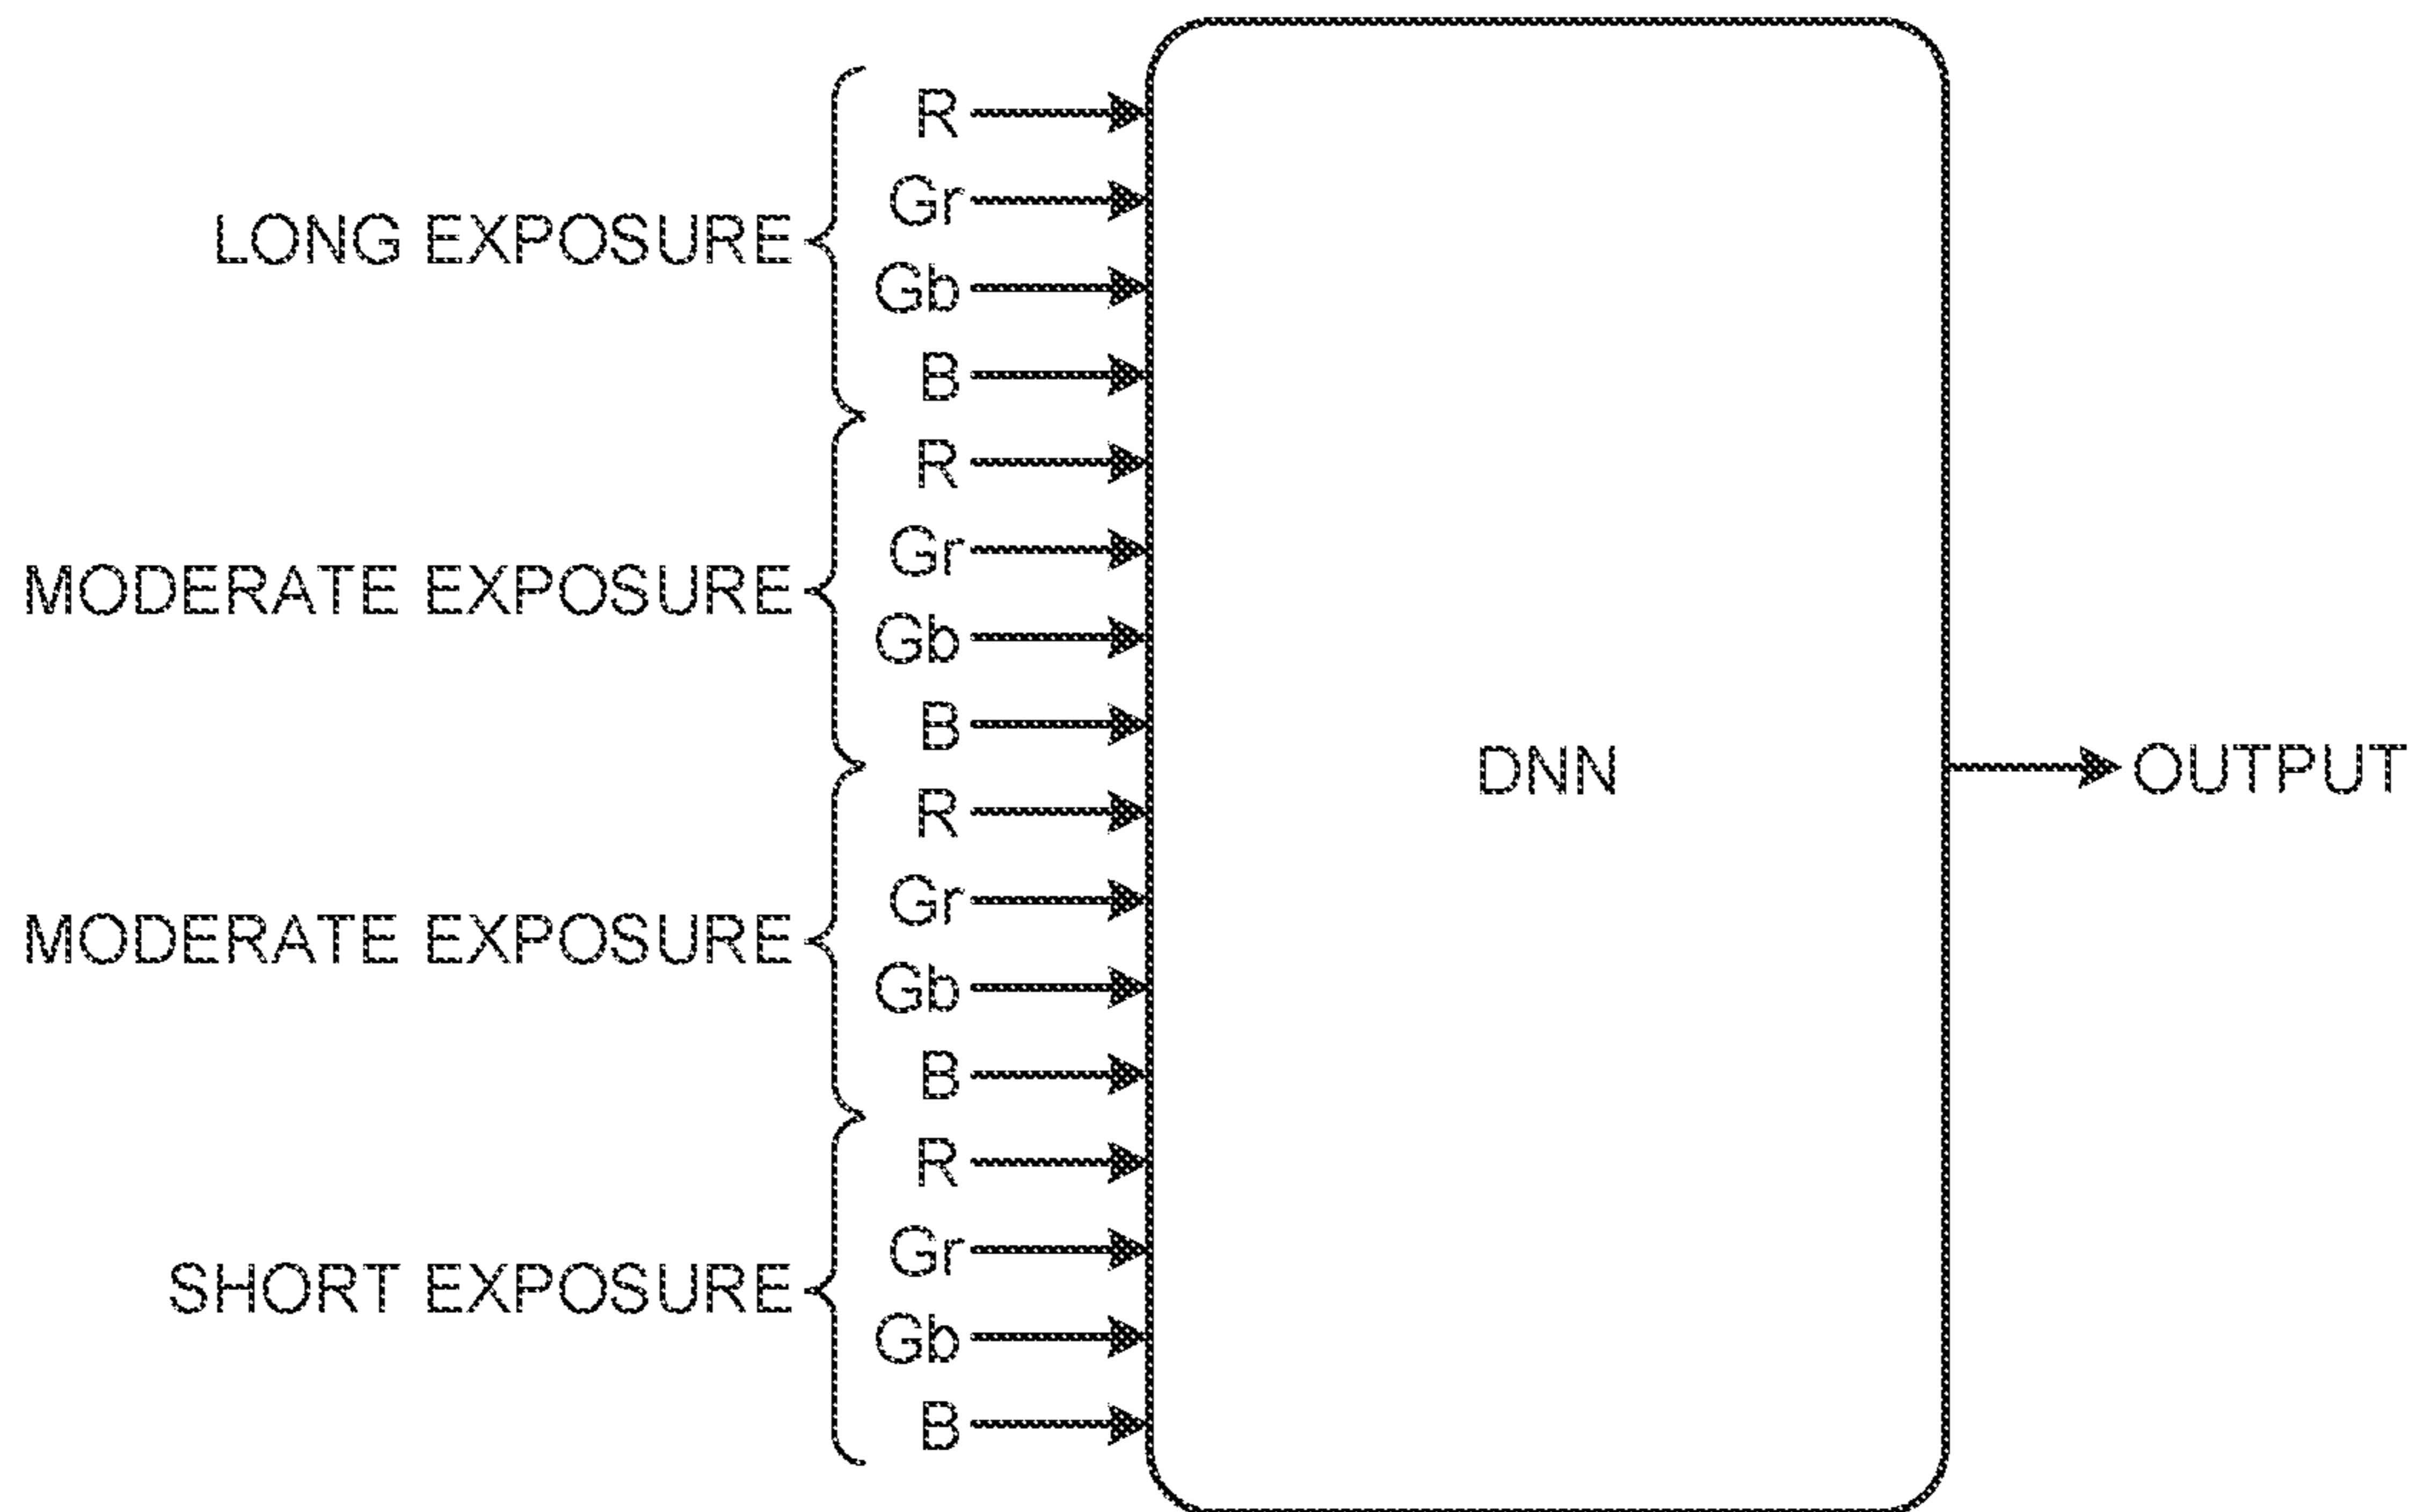 R
Gr
LONG EXPOSURE
Gb
B
R
Gr
MODERATE EXPOSURE
Gb
B
DNN
OUTPUT
R
Gr
MODERATE EXPOSURE
Gb
B
R
Gr
SHORT EXPOSURE
Gb
B